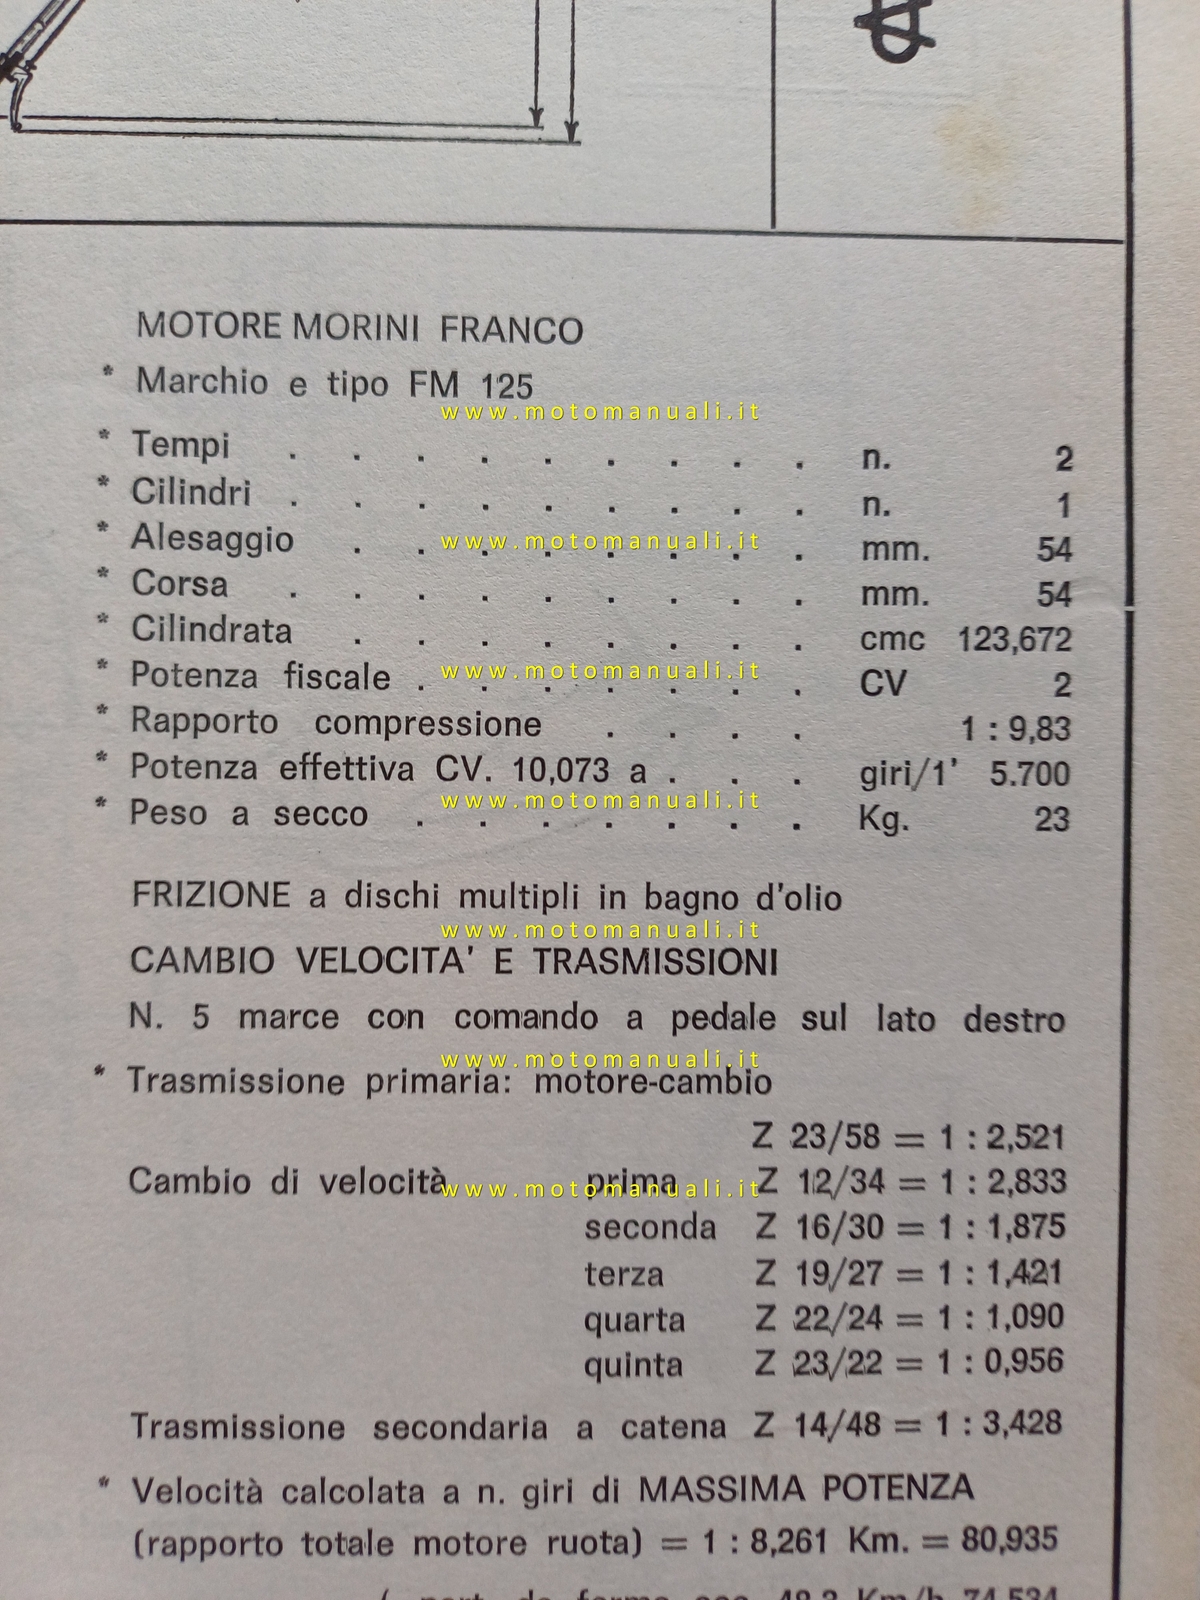 MOTORE MORINI FRANCO
* Marchio e tipo FM 125
www.motomanuali.it
* Tempi . . . . . . . . . n. 2
* Cilindri . . . . . . . . . n. 1
* Alesaggio . . . . . . . . mm. 54
www.motomanuali.it
* Corsa . . . . . . . . . mm. 54
* Cilindrata . . . . . . . . cmc 123,672
* Potenza fiscale . . . . . . . CV 2
www.motomanuali.it
* Rapporto compressione . . . . 1 : 9,83
* Potenza effettiva CV. 10,073 a . . . giri/1' 5.700
www.motomanuali.it
* Peso a secco . . . . . . . Kg. 23
FRIZIONE a dischi multipli in bagno d'olio
www.motomanuali.it
CAMBIO VELOCITA' E TRASMISSIONI
N. 5 marce con comando a pedale sul lato destro
www.motomanuali.it
* Trasmissione primaria: motore-cambio
Z 23/58 = 1 : 2,521
Cambio di velocità prima Z 12/34 = 1 : 2,833
www.motomanuali.it
seconda Z 16/30 = 1 : 1,875
terza Z 19/27 = 1 : 1,421
quarta Z 22/24 = 1 : 1,090
quinta Z 23/22 = 1 : 0,956
Trasmissione secondaria a catena Z 14/48 = 1 : 3,428
* Velocità calcolata a n. giri di MASSIMA POTENZA
(rapporto totale motore ruota) = 1 : 8,261 Km. = 80,935
Km/h 74,534